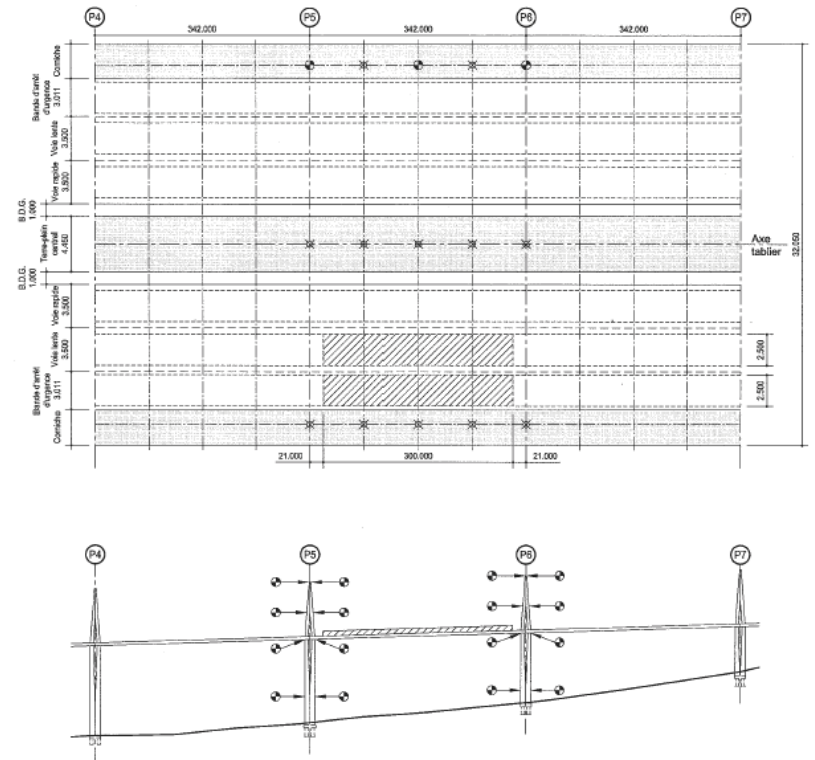 P4
P5
P6
P7
342.000
342.000
342.000
Corniche
Bande d'arrêt
d'urgence
3.011
Voie lente
3.500
Voie rapide
3.500
B.D.G.
1.000
Terre-plein
central
4.450
Axe
tablier
32.050
B.D.G.
1.000
Voie rapide
3.500
Voie lente
3.500
2.500
Bande d'arrêt
d'urgence
3.011
2.500
Corniche
21.000
300.000
21.000
P4
P5
P6
P7